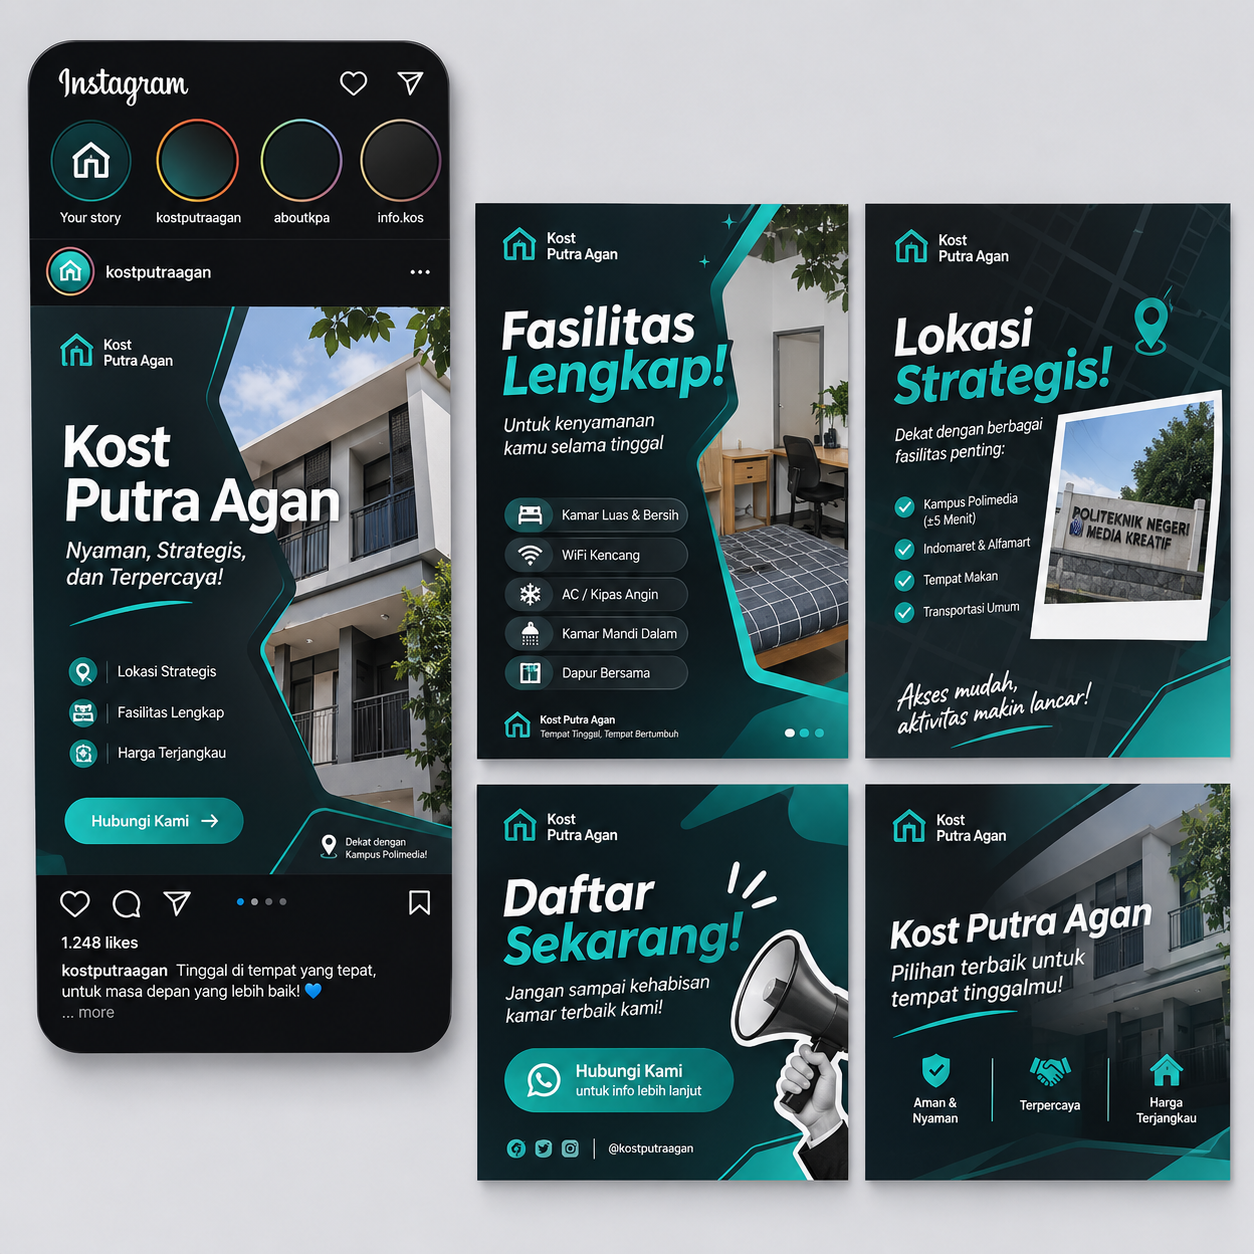 Instagram
Your story
kostputraagan
aboutkpa
info.kos
kostputraagan
Kost
Putra Agan
Kost
Putra Agan
Nyaman, Strategis,
dan Terpercaya!
Lokasi Strategis
Fasilitas Lengkap
Harga Terjangkau
Hubungi Kami
Dekat dengan
Kampus Polimedia!
1.248 likes
kostputraagan Tinggal di tempat yang tepat,
untuk masa depan yang lebih baik! 💙
... more
Kost
Putra Agan
Fasilitas
Lengkap!
Untuk kenyamanan
kamu selama tinggal
Kamar Luas & Bersih
WiFi Kencang
AC / Kipas Angin
Kamar Mandi Dalam
Dapur Bersama
Kost Putra Agan
Tempat Tinggal, Tempat Bertumbuh
Kost
Putra Agan
Lokasi
Strategis!
Dekat dengan berbagai
fasilitas penting:
Kampus Polimedia
(±5 Menit)
Indomaret & Alfamart
Tempat Makan
Transportasi Umum
POLITEKNIK NEGERI
MEDIA KREATIF
Akses mudah,
aktivitas makin lancar!
Kost
Putra Agan
Daftar
Sekarang!
Jangan sampai kehabisan
kamar terbaik kami!
Hubungi Kami
untuk info lebih lanjut
@kostputraagan
Kost
Putra Agan
Kost Putra Agan
Pilihan terbaik untuk
tempat tinggalmu!
Aman &
Nyaman
Terpercaya
Harga
Terjangkau